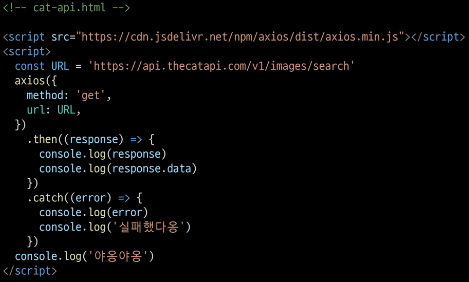 <!-- cat-api.html -->
<script src="https://cdn.jsdelivr.net/npm/axios/dist/axios.min.js"></script>
<script>
const URL = 'https://api.thecatapi.com/v1/images/search'
axios({
method: 'get',
url: URL,
})
.then((response) => {
console.log(response)
console.log(response.data)
})
.catch((error) => {
console.log(error)
console.log('실패했다옹')
})
console.log('야옹야옹')
</script>